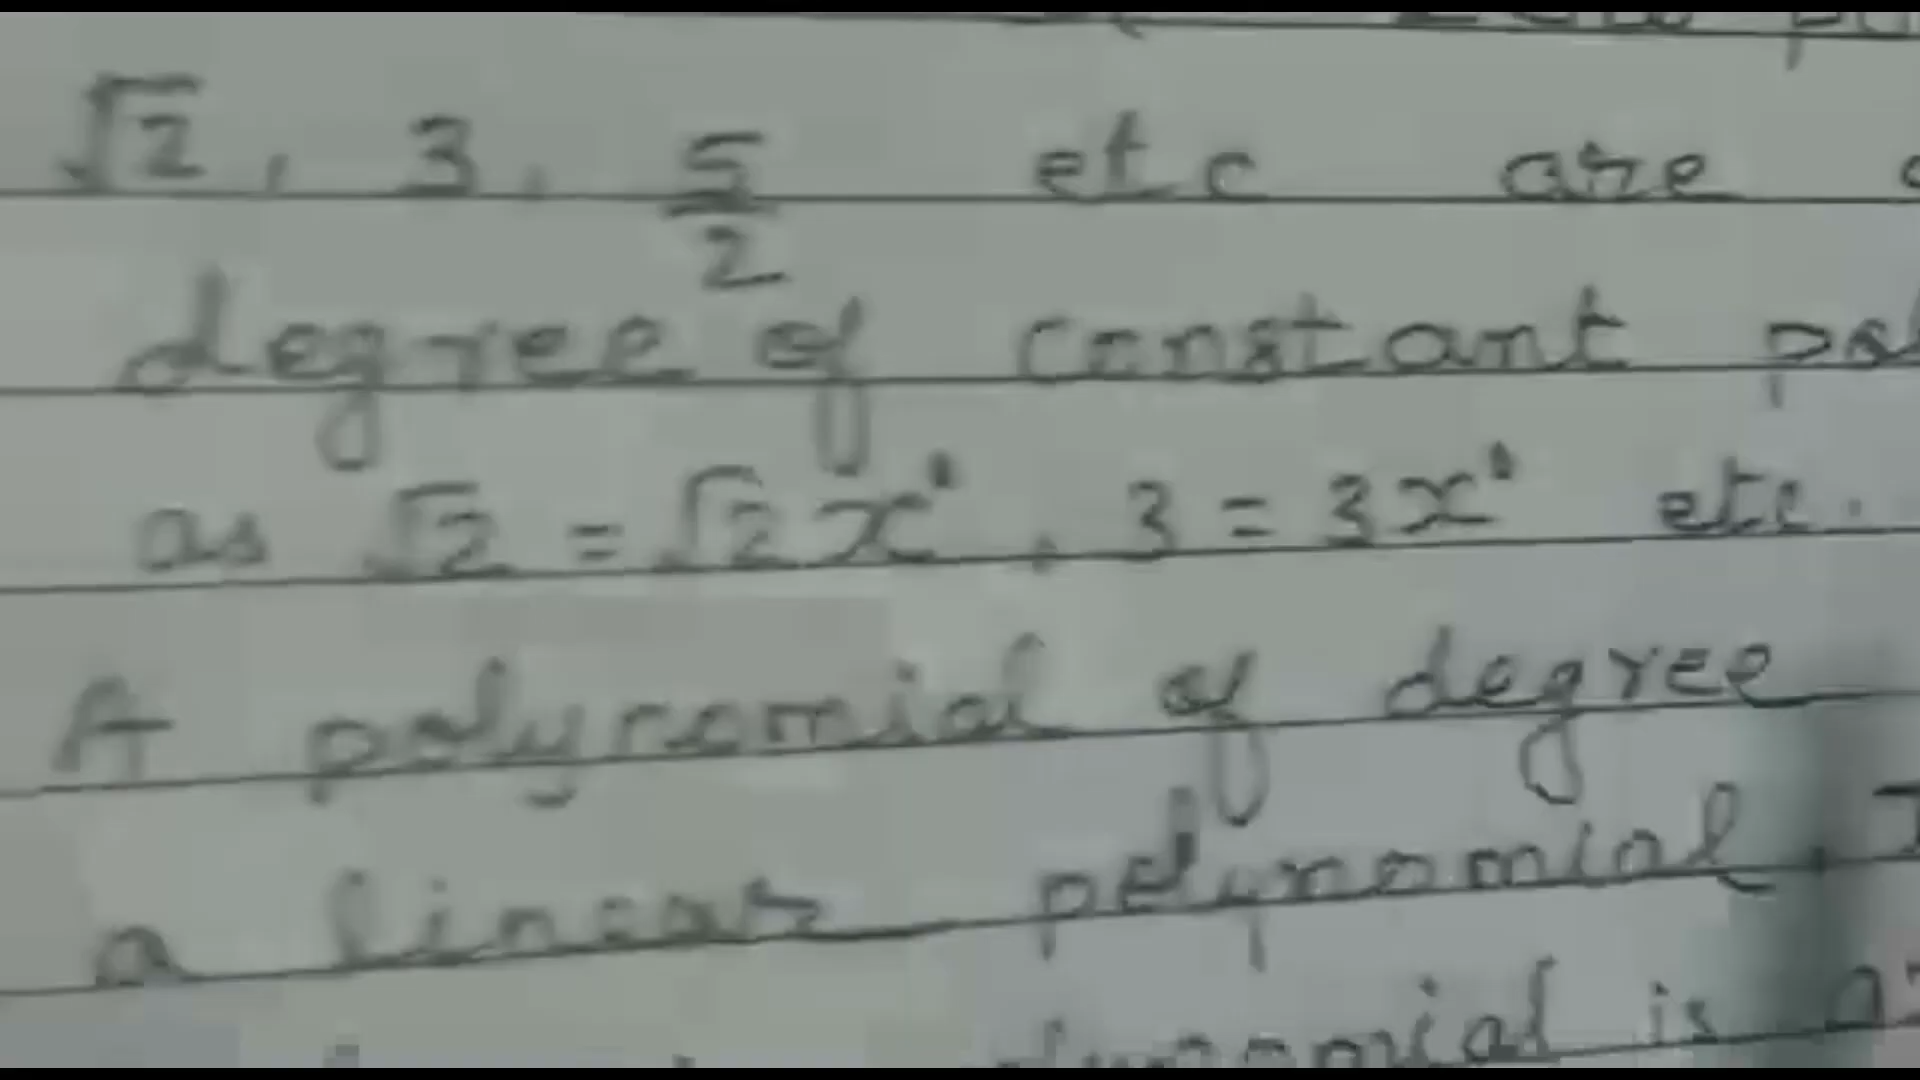 √2, 3, 5/2 etc are
degree of constant
as √2 = √2x⁰, 3 = 3x⁰ etc.
A polynomial of degree
a linear polynomial.
is